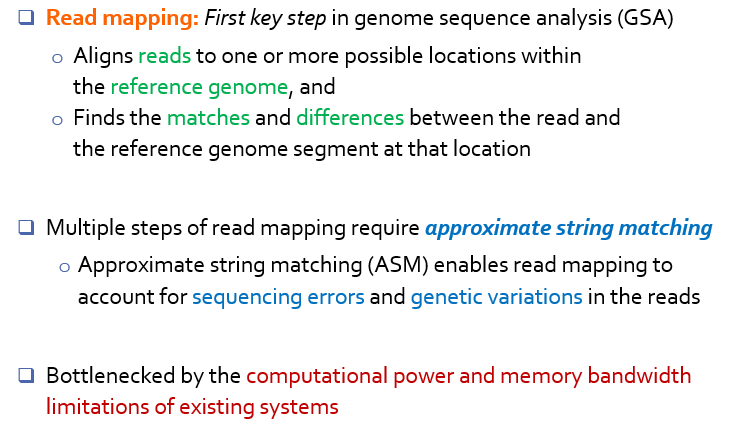 Read mapping: First key step in genome sequence analysis (GSA)
Aligns reads to one or more possible locations within
the reference genome, and
Finds the matches and differences between the read and
the reference genome segment at that location
Multiple steps of read mapping require approximate string matching
Approximate string matching (ASM) enables read mapping to
account for sequencing errors and genetic variations in the reads
Bottlenecked by the computational power and memory bandwidth
limitations of existing systems